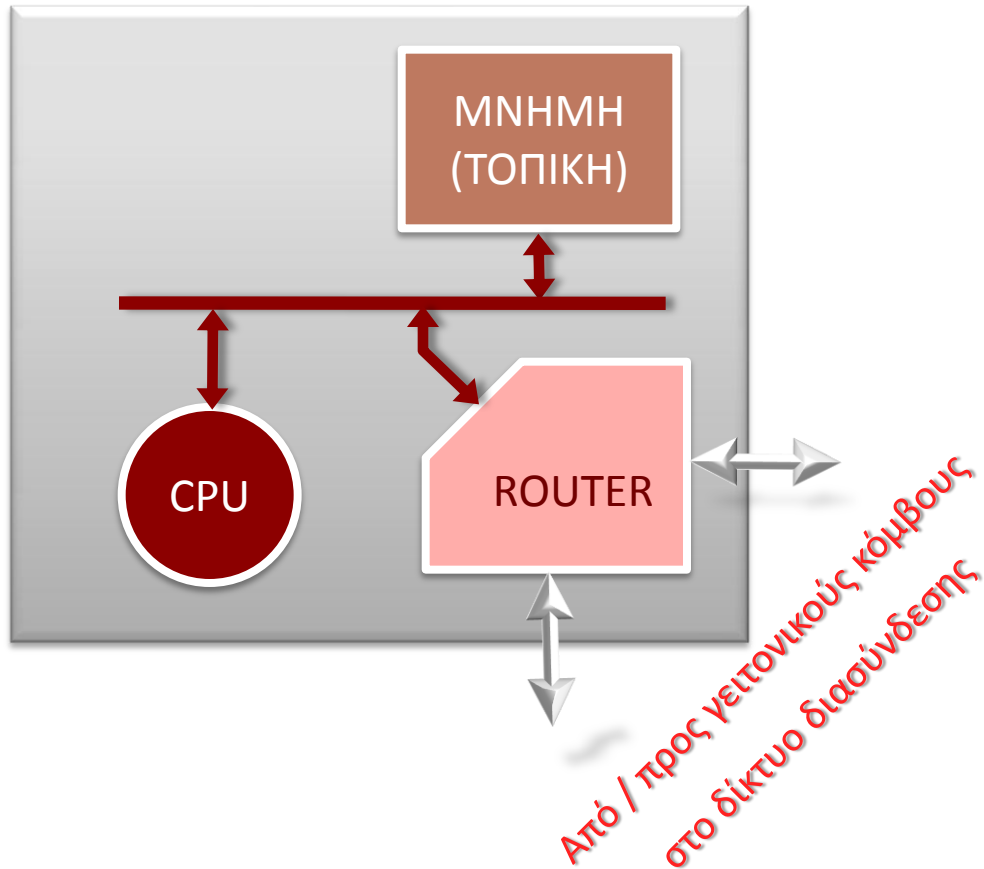 ΜΝΗΜΗ
(ΤΟΠΙΚΗ)
CPU
ROUTER
Από / προς γειτονικούς κόμβους
στο δίκτυο διασύνδεσης